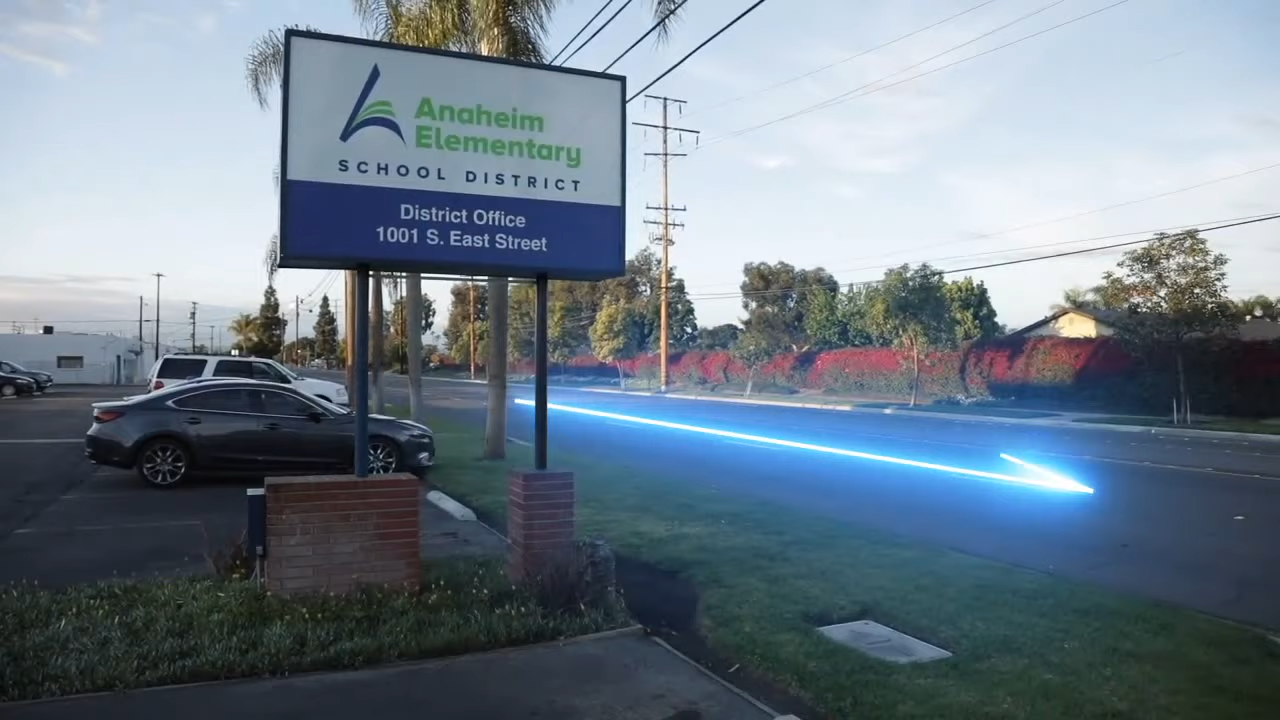 Anaheim
Elementary
SCHOOL DISTRICT
District Office
1001 S. East Street